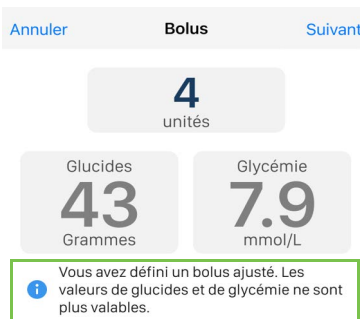 Annuler Bolus Suivant
4
unités
Glucides Glycémie
43 7.9
Grammes mmol/L
Vous avez défini un bolus ajusté. Les
valeurs de glucides et de glycémie ne sont
plus valables.